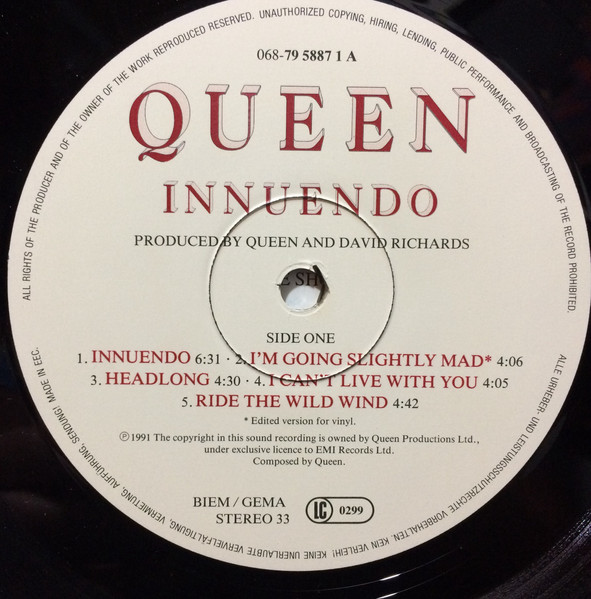 ALL RIGHTS OF THE PRODUCER AND OF THE OWNER OF THE WORK REPRODUCED RESERVED. UNAUTHORIZED COPYING, HIRING, LENDING, PUBLIC PERFORMANCE AND BROADCASTING OF THE RECORD PROHIBITED.
068-79 5887 1 A
QUEEN
INNUENDO
PRODUCED BY QUEEN AND DAVID RICHARDS
SIDE ONE
1. INNUENDO 6:31 · 2. I'M GOING SLIGHTLY MAD* 4:06
3. HEADLONG 4:30 · 4. I CAN'T LIVE WITH YOU 4:05
5. RIDE THE WILD WIND 4:42
* Edited version for vinyl.
Ⓟ 1991 The copyright in this sound recording is owned by Queen Productions Ltd.,
under exclusive licence to EMI Records Ltd.
Composed by Queen.
BIEM / GEMA
STEREO 33
LC 0299
ALLE URHEBER- UND LEISTUNGSSCHUTZRECHTE VORBEHALTEN. KEIN VERLEIH! KEINE UNERLAUBTE VERVIELFÄLTIGUNG, VERMIETUNG, AUFFÜHRUNG, SENDUNG! MADE IN EEC.